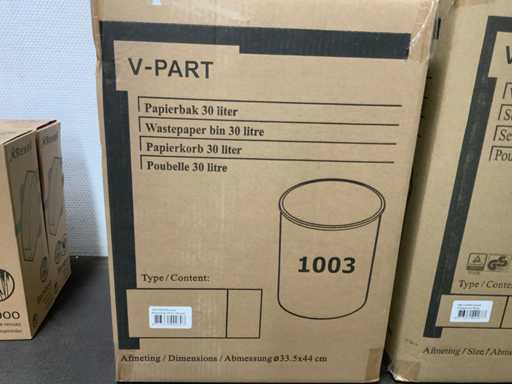 V-PART
Papierbak 30 liter
Wastepaper bin 30 litre
Papierkorb 30 liter
Poubelle 30 litre
1003
Type / Content:
Afmeting / Dimensions / Abmessung ø33.5x44 cm
Type / Content:
Afmeting / Size / Abme